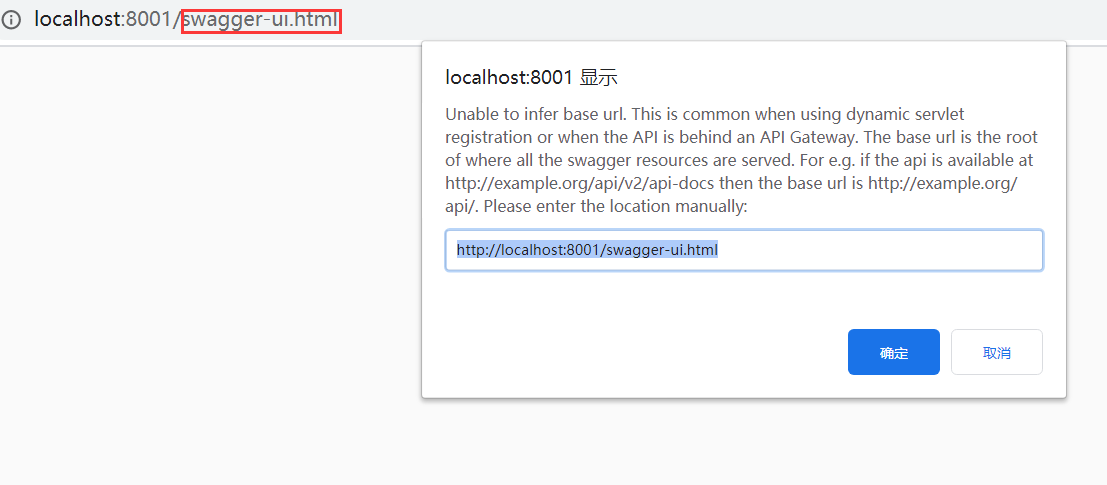 localhost:8001/swagger-ui.html
localhost:8001 显示
Unable to infer base url. This is common when using dynamic servlet
registration or when the API is behind an API Gateway. The base url is the root
of where all the swagger resources are served. For e.g. if the api is available at
http://example.org/api/v2/api-docs then the base url is http://example.org/
api/. Please enter the location manually:
http://localhost:8001/swagger-ui.html
确定
取消